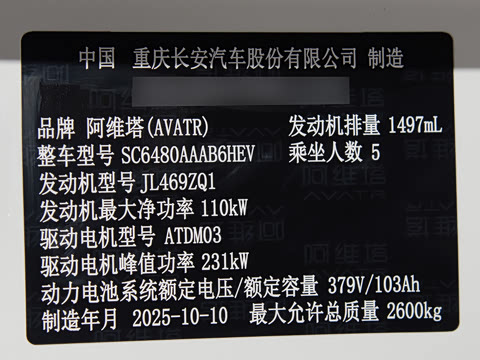 中国 重庆长安汽车股份有限公司 制造
品牌 阿维塔(AVATR) 发动机排量 1497mL
整车型号 SC6480AAAB6HEV 乘坐人数 5
发动机型号 JL469ZQ1
发动机最大净功率 110kW
驱动电机型号 ATDM03
驱动电机峰值功率 231kW
动力电池系统额定电压/额定容量 379V/103Ah
制造年月 2025-10-10 最大允许总质量 2600kg